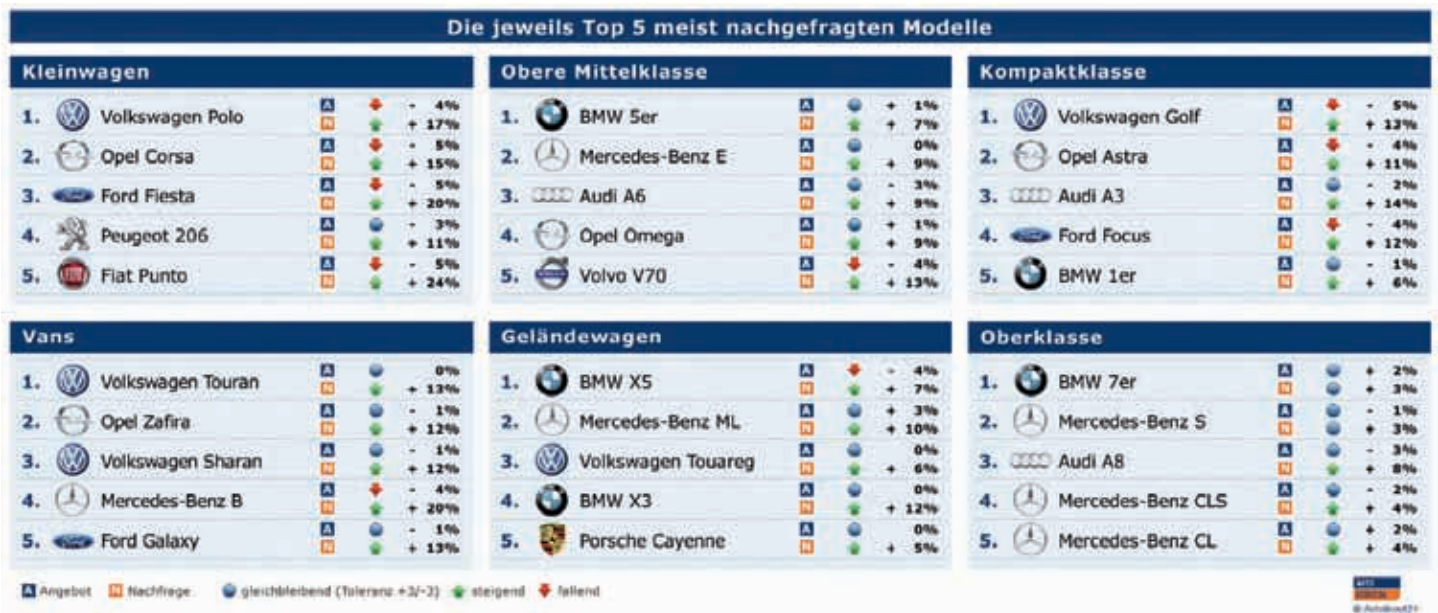 Die jeweils Top 5 meist nachgefragten Modelle
Kleinwagen
1. Volkswagen Polo A - 4%
N + 17%
2. Opel Corsa A - 5%
N + 15%
3. Ford Fiesta A - 5%
N + 20%
4. Peugeot 206 A - 3%
N + 11%
5. Fiat Punto A - 5%
N + 24%
Obere Mittelklasse
1. BMW 5er A + 1%
N + 7%
2. Mercedes-Benz E A 0%
N + 9%
3. Audi A6 A - 3%
N + 9%
4. Opel Omega A + 1%
N + 9%
5. Volvo V70 A - 4%
N + 13%
Kompaktklasse
1. Volkswagen Golf A - 5%
N + 13%
2. Opel Astra A - 4%
N + 11%
3. Audi A3 A - 2%
N + 14%
4. Ford Focus A - 4%
N + 12%
5. BMW 1er A - 1%
N + 6%
Vans
1. Volkswagen Touran A 0%
N + 13%
2. Opel Zafira A - 1%
N + 12%
3. Volkswagen Sharan A - 1%
N + 12%
4. Mercedes-Benz B A - 4%
N + 20%
5. Ford Galaxy A - 1%
N + 13%
Geländewagen
1. BMW X5 A - 4%
N + 7%
2. Mercedes-Benz ML A + 3%
N + 10%
3. Volkswagen Touareg A 0%
N + 6%
4. BMW X3 A 0%
N + 12%
5. Porsche Cayenne A 0%
N + 5%
Oberklasse
1. BMW 7er A + 2%
N + 3%
2. Mercedes-Benz S A - 1%
N + 3%
3. Audi A8 A - 3%
N + 8%
4. Mercedes-Benz CLS A - 2%
N + 4%
5. Mercedes-Benz CL A + 2%
N + 4%
A Angebot N Nachfrage gleichbleibend (Toleranz +3/-3) steigend fallend